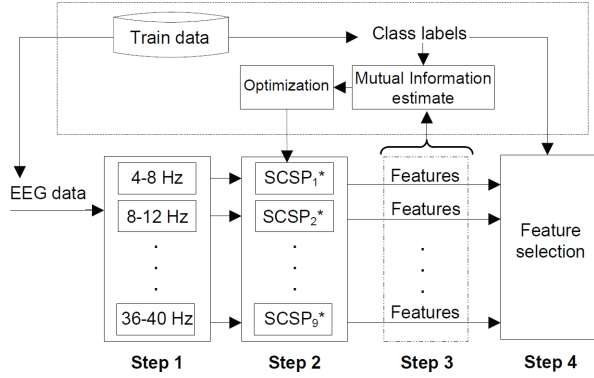 Train data
Class labels
Optimization
Mutual Information
estimate
EEG data
4-8 Hz
SCSP1*
Features
8-12 Hz
SCSP2*
Features
Feature
selection
36-40 Hz
SCSP9*
Features
Step 1
Step 2
Step 3
Step 4